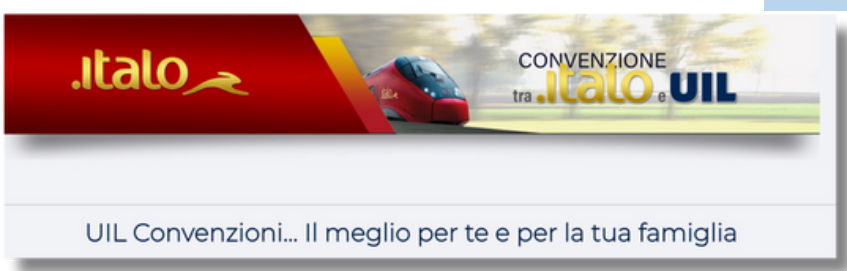 .italo
CONVENZIONE
tra .italo e UIL
UIL Convenzioni... Il meglio per te e per la tua famiglia